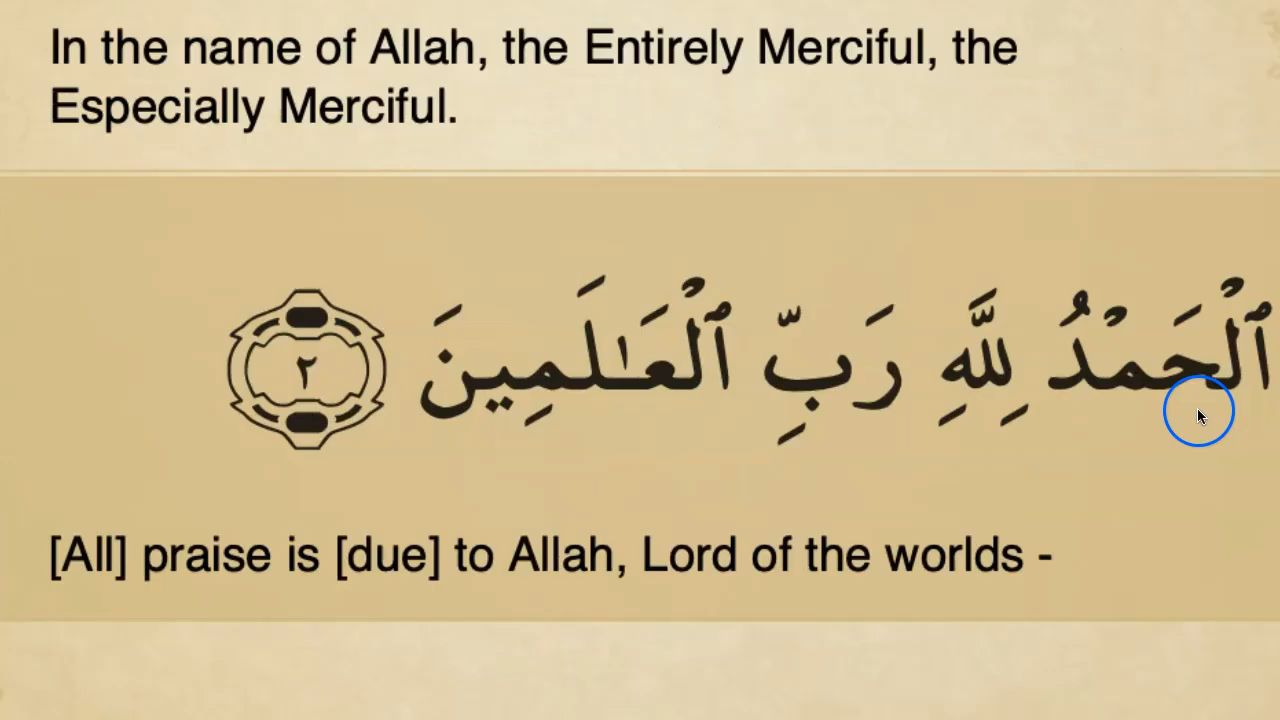 In the name of Allah, the Entirely Merciful, the
Especially Merciful.
ٱلْحَمْدُ لِلَّهِ رَبِّ ٱلْعَـٰلَمِينَ ٢
[All] praise is [due] to Allah, Lord of the worlds -